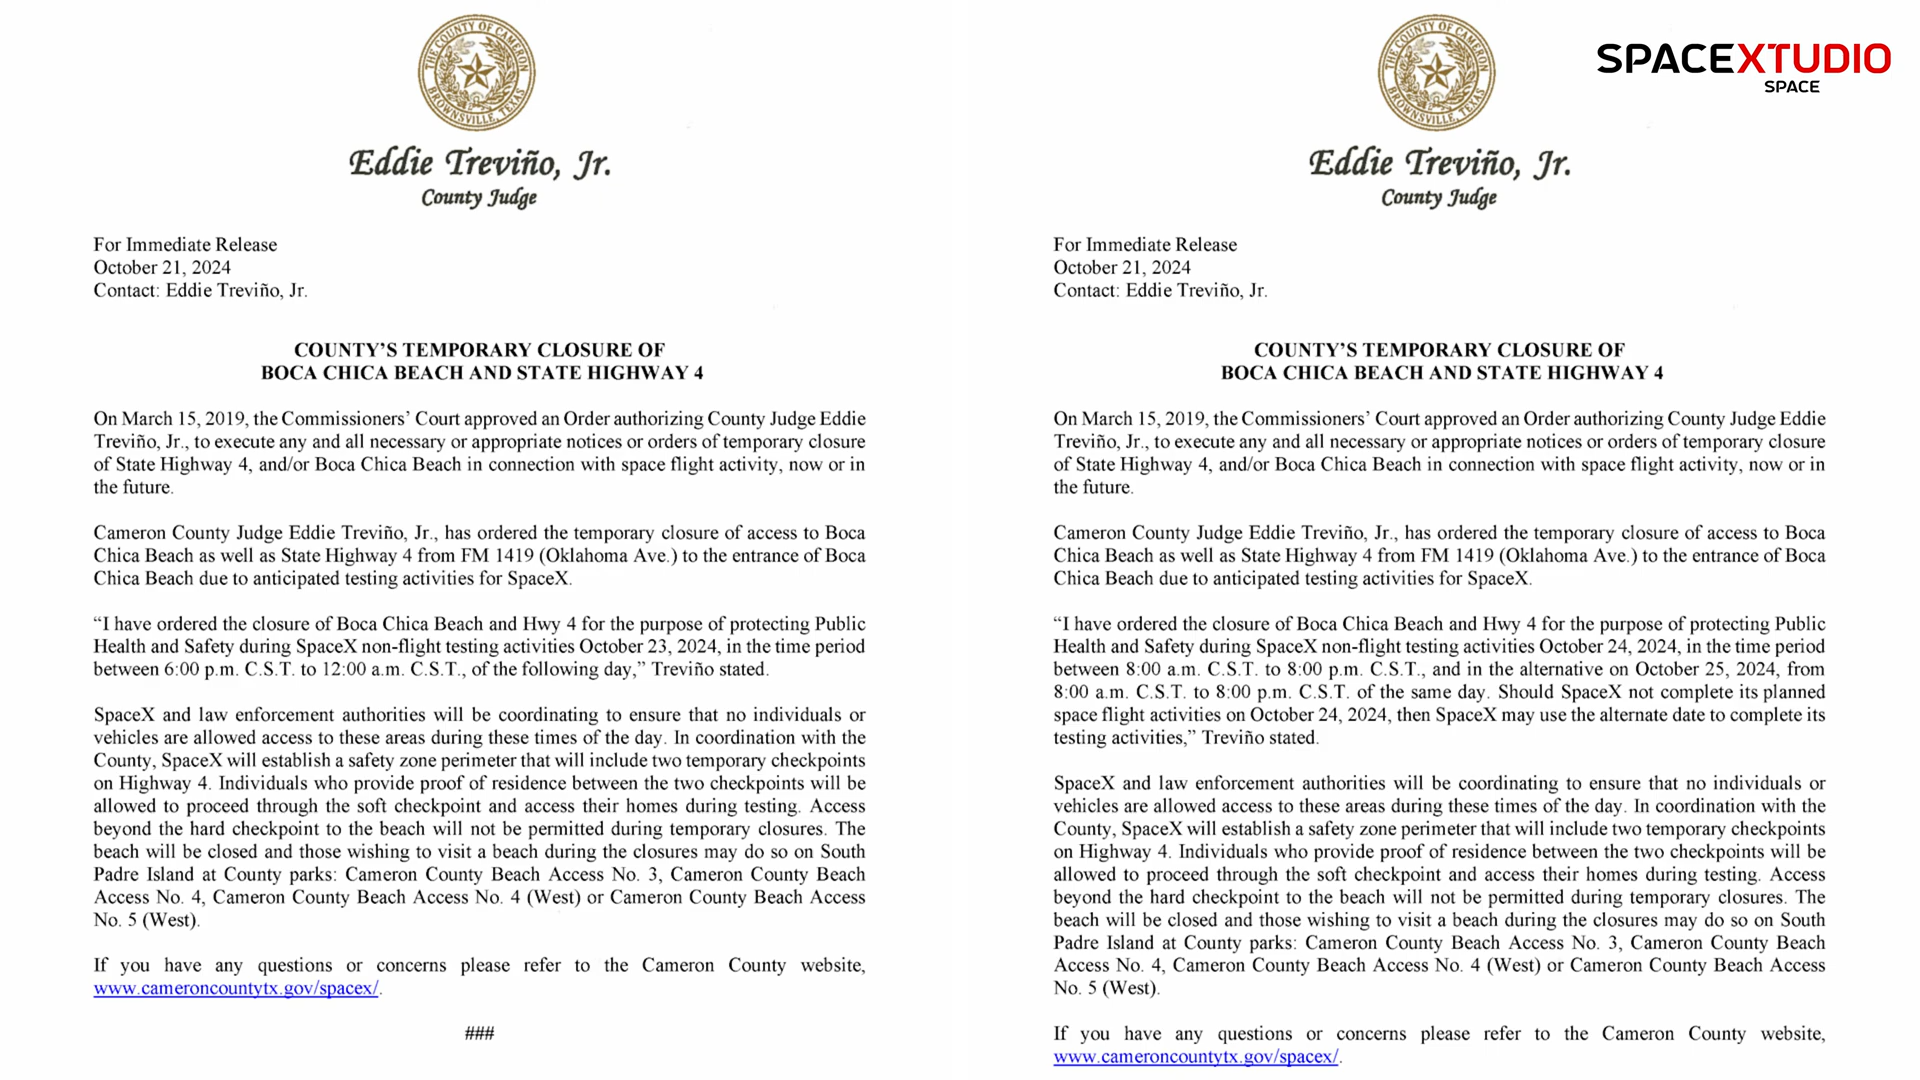 THE COUNTY OF CAMERON
BROWNSVILLE, TEXAS
Eddie Treviño, Jr.
County Judge
For Immediate Release
October 21, 2024
Contact: Eddie Treviño, Jr.
COUNTY’S TEMPORARY CLOSURE OF
BOCA CHICA BEACH AND STATE HIGHWAY 4
On March 15, 2019, the Commissioners’ Court approved an Order authorizing County Judge Eddie
Treviño, Jr., to execute any and all necessary or appropriate notices or orders of temporary closure
of State Highway 4, and/or Boca Chica Beach in connection with space flight activity, now or in
the future.
Cameron County Judge Eddie Treviño, Jr., has ordered the temporary closure of access to Boca
Chica Beach as well as State Highway 4 from FM 1419 (Oklahoma Ave.) to the entrance of Boca
Chica Beach due to anticipated testing activities for SpaceX.
“I have ordered the closure of Boca Chica Beach and Hwy 4 for the purpose of protecting Public
Health and Safety during SpaceX non-flight testing activities October 23, 2024, in the time period
between 6:00 p.m. C.S.T. to 12:00 a.m. C.S.T., of the following day,” Treviño stated.
SpaceX and law enforcement authorities will be coordinating to ensure that no individuals or
vehicles are allowed access to these areas during these times of the day. In coordination with the
County, SpaceX will establish a safety zone perimeter that will include two temporary checkpoints
on Highway 4. Individuals who provide proof of residence between the two checkpoints will be
allowed to proceed through the soft checkpoint and access their homes during testing. Access
beyond the hard checkpoint to the beach will not be permitted during temporary closures. The
beach will be closed and those wishing to visit a beach during the closures may do so on South
Padre Island at County parks: Cameron County Beach Access No. 3, Cameron County Beach
Access No. 4, Cameron County Beach Access No. 4 (West) or Cameron County Beach Access
No. 5 (West).
If you have any questions or concerns please refer to the Cameron County website,
www.cameroncountytx.gov/spacex/.
###
THE COUNTY OF CAMERON
BROWNSVILLE, TEXAS
SPACEXTUDIO
SPACE
Eddie Treviño, Jr.
County Judge
For Immediate Release
October 21, 2024
Contact: Eddie Treviño, Jr.
COUNTY’S TEMPORARY CLOSURE OF
BOCA CHICA BEACH AND STATE HIGHWAY 4
On March 15, 2019, the Commissioners’ Court approved an Order authorizing County Judge Eddie
Treviño, Jr., to execute any and all necessary or appropriate notices or orders of temporary closure
of State Highway 4, and/or Boca Chica Beach in connection with space flight activity, now or in
the future.
Cameron County Judge Eddie Treviño, Jr., has ordered the temporary closure of access to Boca
Chica Beach as well as State Highway 4 from FM 1419 (Oklahoma Ave.) to the entrance of Boca
Chica Beach due to anticipated testing activities for SpaceX.
“I have ordered the closure of Boca Chica Beach and Hwy 4 for the purpose of protecting Public
Health and Safety during SpaceX non-flight testing activities October 24, 2024, in the time period
between 8:00 a.m. C.S.T. to 8:00 p.m. C.S.T., and in the alternative on October 25, 2024, from
8:00 a.m. C.S.T. to 8:00 p.m. C.S.T. of the same day. Should SpaceX not complete its planned
space flight activities on October 24, 2024, then SpaceX may use the alternate date to complete its
testing activities,” Treviño stated.
SpaceX and law enforcement authorities will be coordinating to ensure that no individuals or
vehicles are allowed access to these areas during these times of the day. In coordination with the
County, SpaceX will establish a safety zone perimeter that will include two temporary checkpoints
on Highway 4. Individuals who provide proof of residence between the two checkpoints will be
allowed to proceed through the soft checkpoint and access their homes during testing. Access
beyond the hard checkpoint to the beach will not be permitted during temporary closures. The
beach will be closed and those wishing to visit a beach during the closures may do so on South
Padre Island at County parks: Cameron County Beach Access No. 3, Cameron County Beach
Access No. 4, Cameron County Beach Access No. 4 (West) or Cameron County Beach Access
No. 5 (West).
If you have any questions or concerns please refer to the Cameron County website,
www.cameroncountytx.gov/spacex/.